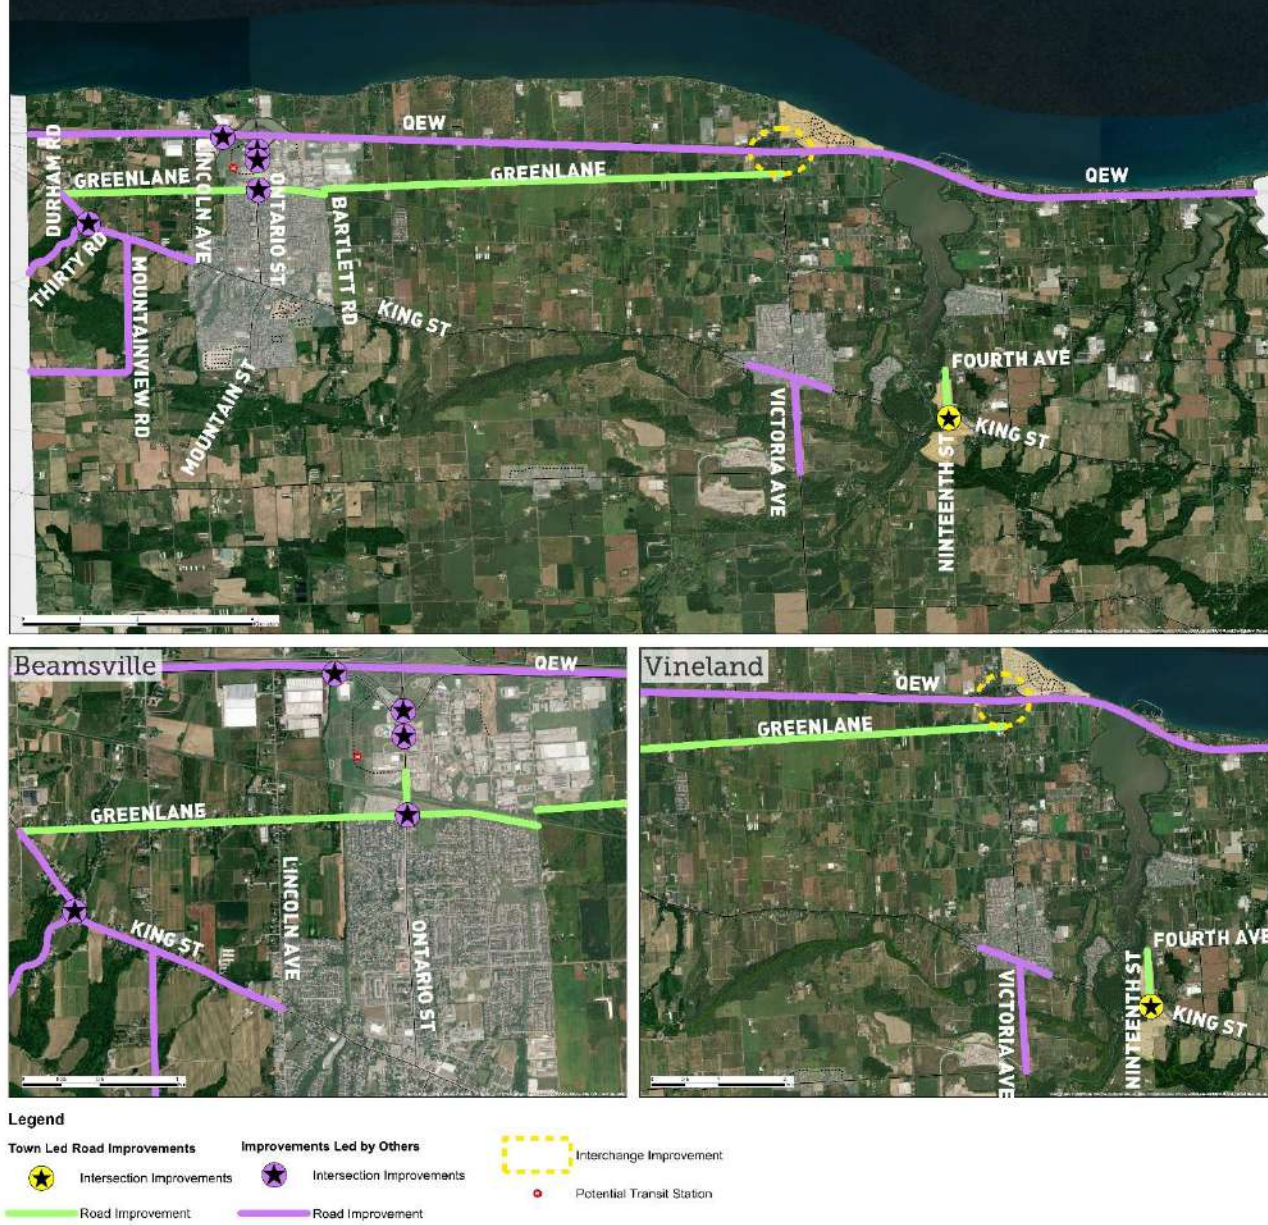 QEW
DURHAM RD
GREENLANE
LINCOLN AVE
ONTARIO ST
GREENLANE
QEW
THIRTY RD
MOUNTAINVIEW RD
BARTLETT RD
KING ST
MOUNTAIN ST
VICTORIA AVE
FOURTH AVE
KING ST
NINTEENTH ST
Beamsville
QEW
GREENLANE
LINCOLN AVE
KING ST
ONTARIO ST
Vineland
QEW
GREENLANE
FOURTH AVE
KING ST
VICTORIA AVE
NINTEENTH ST
Legend
Town Led Road Improvements
Intersection Improvements
Road Improvement
Improvements Led by Others
Intersection Improvements
Road Improvement
Interchange Improvement
Potential Transit Station